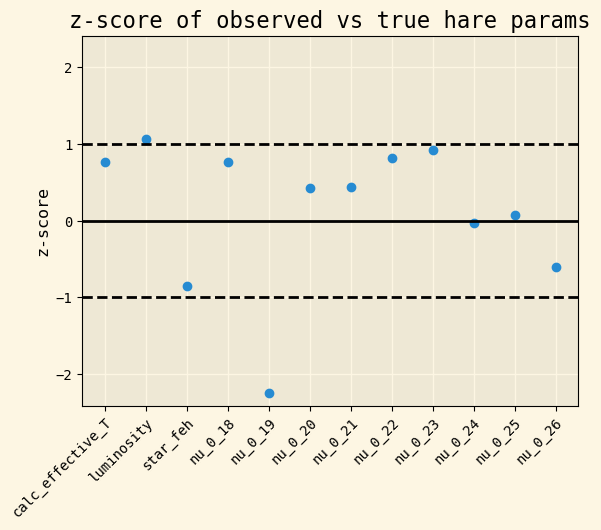 z-score of observed vs true hare params
z-score
2
1
0
−1
−2
calc_effective_T
luminosity
star_feh
nu_0_18
nu_0_19
nu_0_20
nu_0_21
nu_0_22
nu_0_23
nu_0_24
nu_0_25
nu_0_26